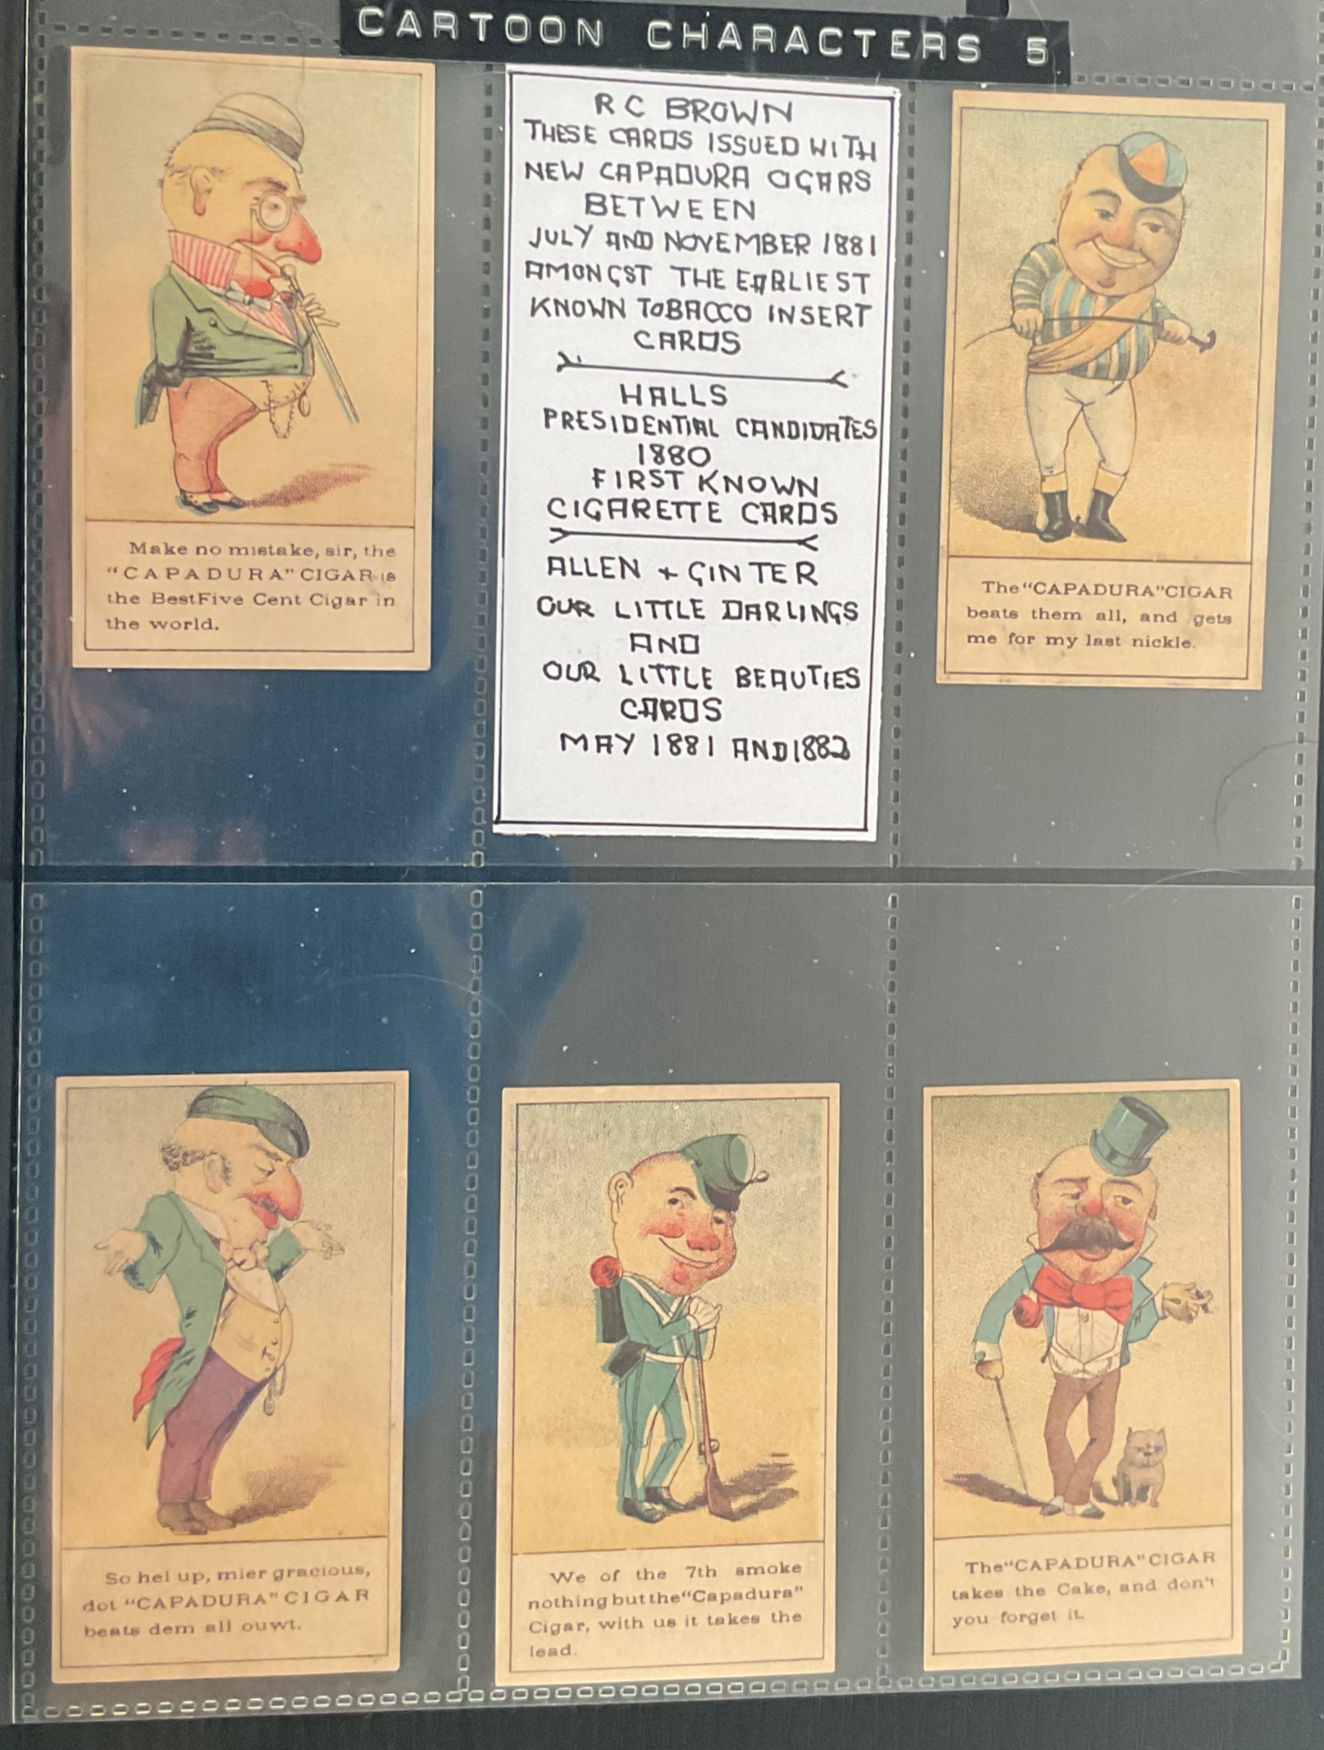 CARTOON CHARACTERS 5
Make no mistake, sir, the
"CAPADURA" CIGAR is
the Best Five Cent Cigar in
the world.
R C BROWN
THESE CARDS ISSUED WITH
NEW CAPADURA CIGARS
BETWEEN
JULY AND NOVEMBER 1881
AMONGST THE EARLIEST
KNOWN TOBACCO INSERT
CARDS
HALLS
PRESIDENTIAL CANDIDATES
1880
FIRST KNOWN
CIGARETTE CARDS
ALLEN + GINTER
OUR LITTLE DARLINGS
AND
OUR LITTLE BEAUTIES
CARDS
MAY 1881 AND 1882
The "CAPADURA" CIGAR
beats them all, and gets
me for my last nickle.
So hel up, mier gracious,
dot "CAPADURA" CIGAR
beats dem all ouwt.
We of the 7th smoke
nothing but the "Capadura"
Cigar, with us it takes the
lead.
The "CAPADURA" CIGAR
takes the Cake, and don't
you forget it.